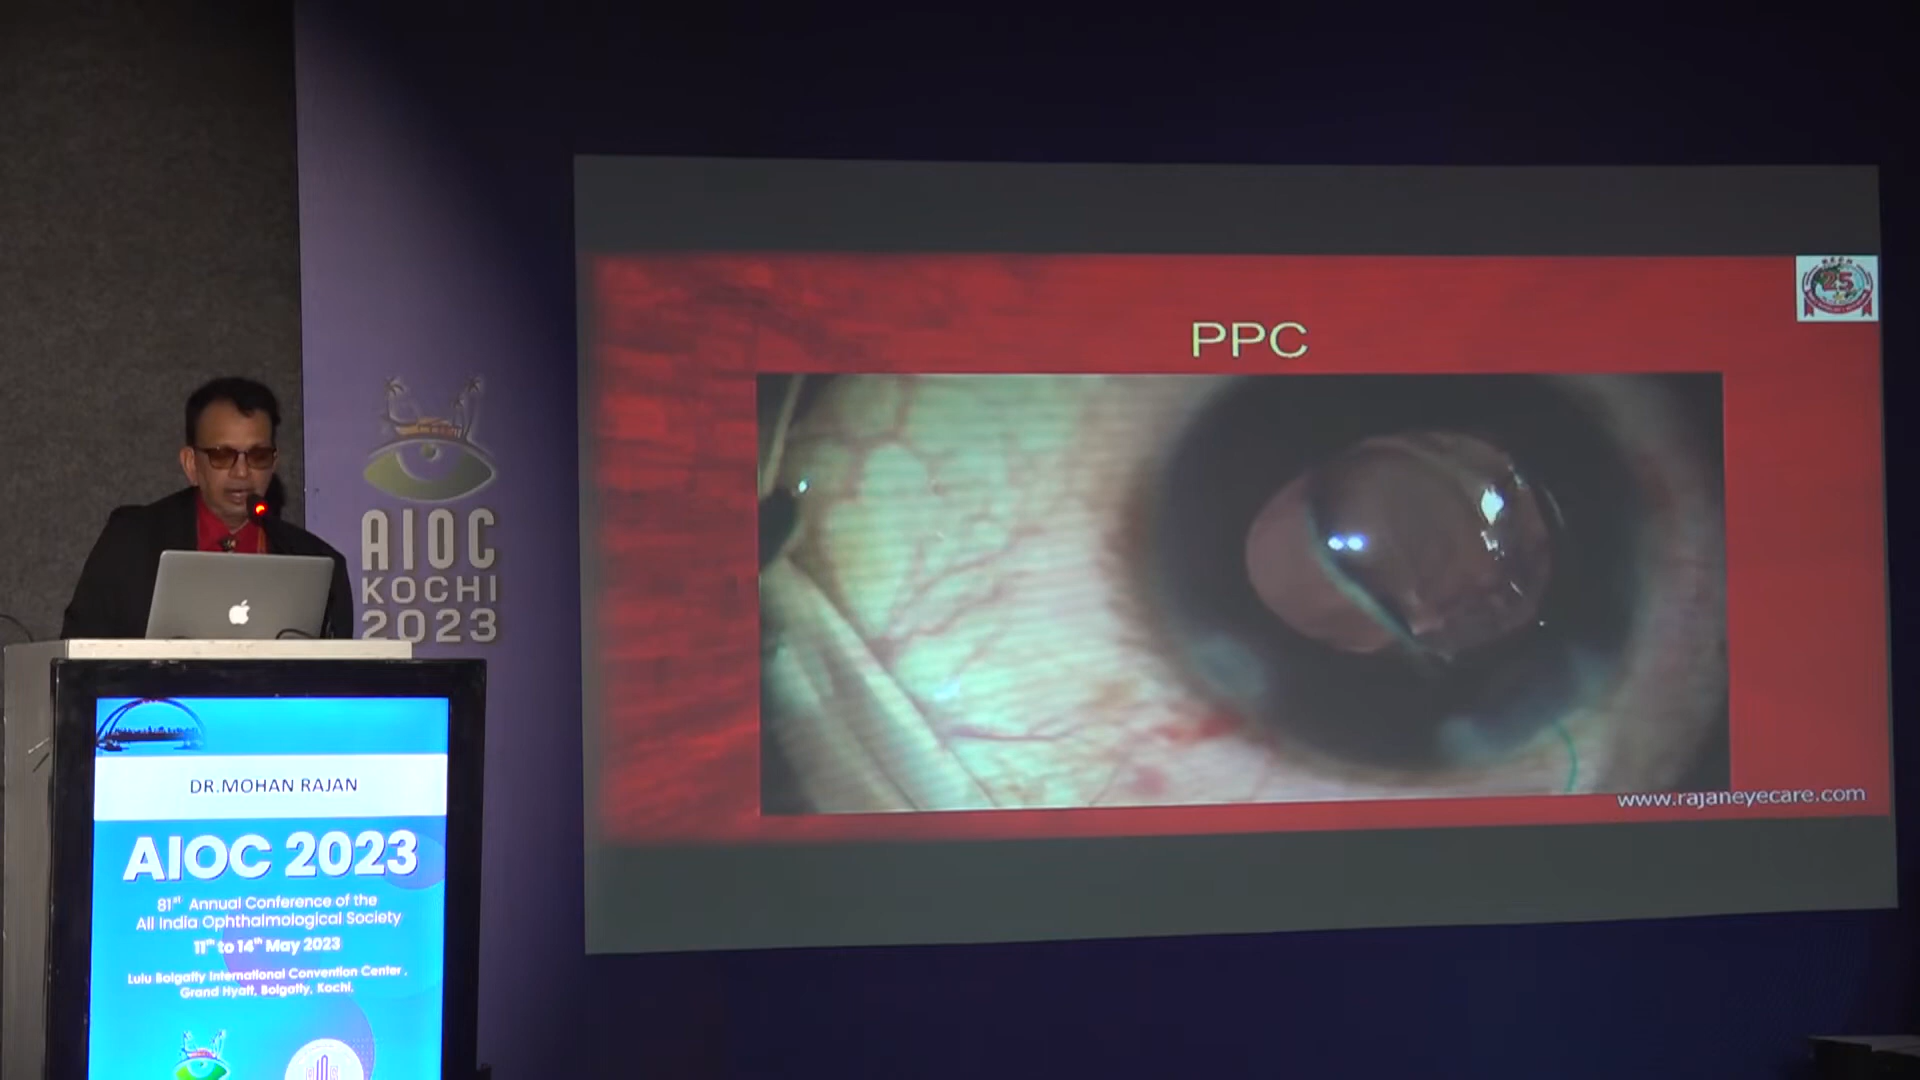 PPC
25
www.rajaneyecare.com
AIOC
KOCHI
2023
DR.MOHAN RAJAN
AIOC 2023
81st Annual Conference of the
All India Ophthalmological Society
11th to 14th May 2023
Lulu Bolgatty International Convention Center,
Grand Hyatt, Bolgatty, Kochi.